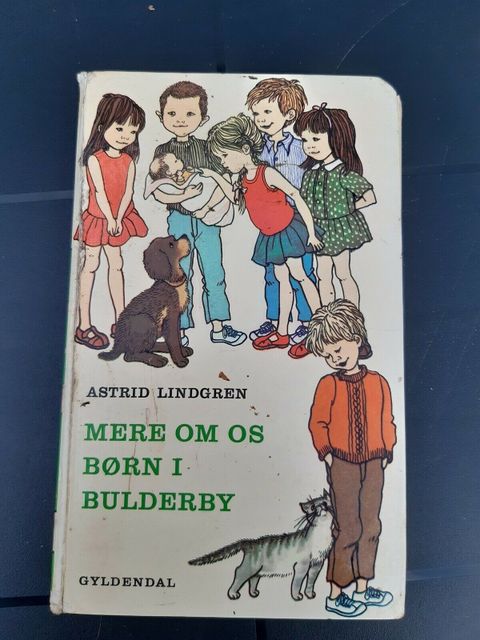 ASTRID LINDGREN
MERE OM OS
BØRN I
BULDERBY
GYLDENDAL